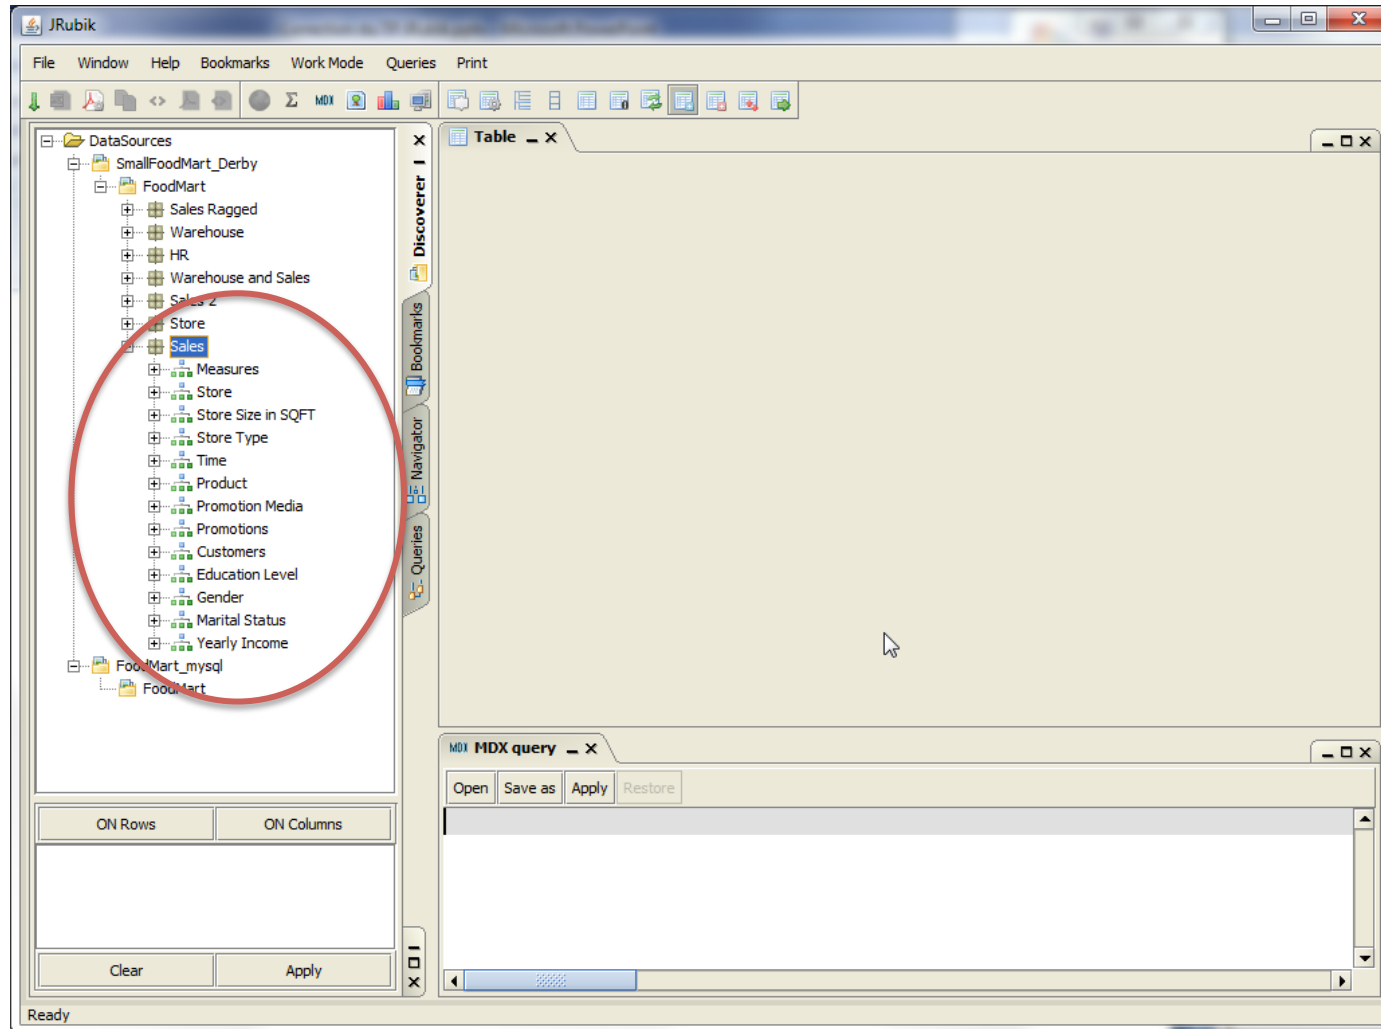 JRubik
File Window Help Bookmarks Work Mode Queries Print
MDX
DataSources
SmallFoodMart_Derby
FoodMart
Sales Ragged
Warehouse
HR
Warehouse and Sales
Sales 2
Store
Sales
Measures
Store
Store Size in SQFT
Store Type
Time
Product
Promotion Media
Promotions
Customers
Education Level
Gender
Marital Status
Yearly Income
FoodMart_mysql
FoodMart
ON Rows ON Columns
Clear Apply
Discoverer
Bookmarks
Navigator
Queries
Table
MDX MDX query
Open Save as Apply Restore
Ready